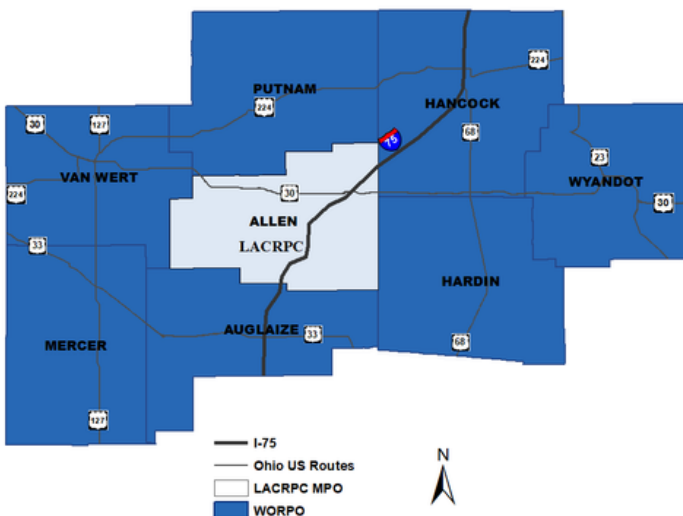 PUTNAM
224
HANCOCK
224
30
127
224
68
75
23
VAN WERT
WYANDOT
224
30
30
ALLEN
33
LACRPC
HARDIN
AUGLAIZE
33
MERCER
68
127
I-75
Ohio US Routes
LACRPC MPO
WORPO
N